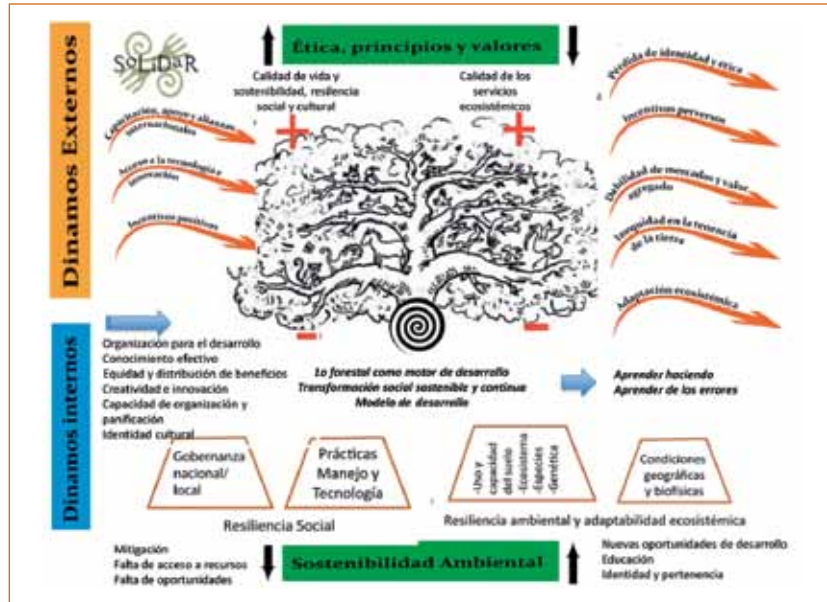 SoLiDaR
Ética, principios y valores
Dinamos Externos
Calidad de vida y
sostenibilidad, resilencia
social y cultural
Calidad de los
servicios
ecosistémicos
Capacitación, apoyo y alianzas
internacionales
Acceso a la tecnología e
innovación
Incentivos positivos
Pérdida de identidad y ética
Incentivos perversos
Debilidad de mercados y valor
agregado
Inequidad en la tenencia
de la tierra
Adaptación ecosistémica
Dinamos internos
Organización para el desarrollo
Conocimiento efectivo
Equidad y distribución de beneficios
Creatividad e innovación
Capacidad de organización y
panificación
Identidad cultural
Lo forestal como motor de desarrollo
Transformación social sostenible y continua
Modelo de desarrollo
Aprender haciendo
Aprender de los errores
Gobernanza
nacional/
local
Prácticas
Manejo y
Tecnología
-Uso y
capacidad
del suelo
-Ecosistema
-Especies
-Genética
Condiciones
geográficas
y biofísicas
Resiliencia Social
Resiliencia ambiental y adaptabilidad ecosistémica
Mitigación
Falta de acceso a recursos
Falta de oportunidades
Sostenibilidad Ambiental
Nuevas oportunidades de desarrollo
Educación
Identidad y pertenencia